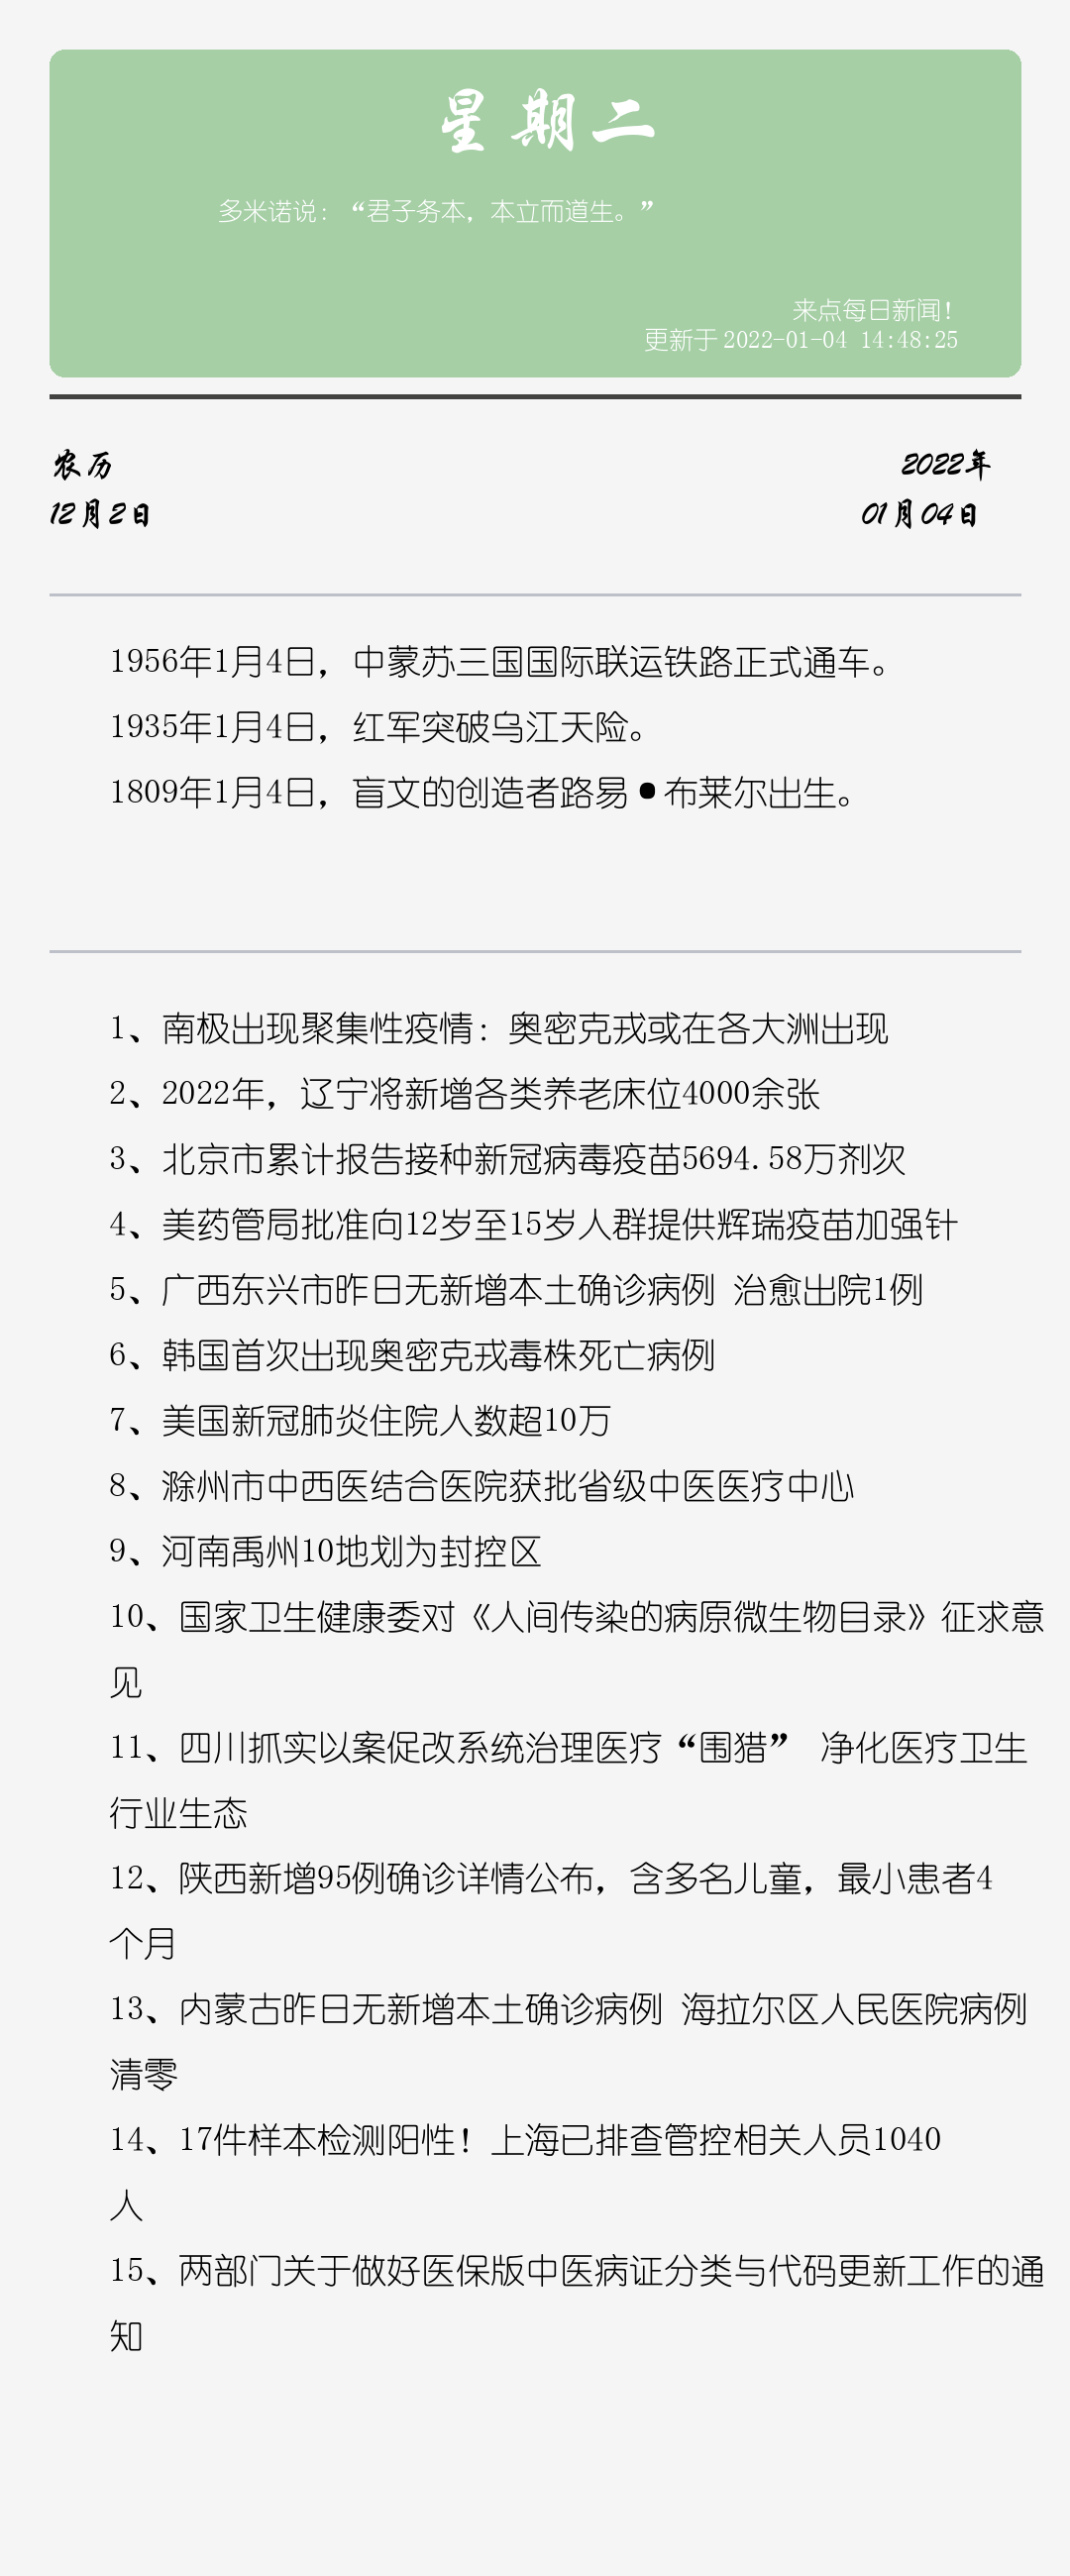 星期二
多米诺说：“君子务本，本立而道生。”
来点每日新闻！
更新于 2022-01-04 14:48:25
农历
2022年
12月2日
01月04日
1956年1月4日，中蒙苏三国国际联运铁路正式通车。
1935年1月4日，红军突破乌江天险。
1809年1月4日，盲文的创造者路易•布莱尔出生。
1、南极出现聚集性疫情：奥密克戎或在各大洲出现
2、2022年，辽宁将新增各类养老床位4000余张
3、北京市累计报告接种新冠病毒疫苗5694.58万剂次
4、美药管局批准向12岁至15岁人群提供辉瑞疫苗加强针
5、广西东兴市昨日无新增本土确诊病例 治愈出院1例
6、韩国首次出现奥密克戎毒株死亡病例
7、美国新冠肺炎住院人数超10万
8、滁州市中西医结合医院获批省级中医医疗中心
9、河南禹州10地划为封控区
10、国家卫生健康委对《人间传染的病原微生物目录》征求意
见
11、四川抓实以案促改系统治理医疗“围猎” 净化医疗卫生
行业生态
12、陕西新增95例确诊详情公布，含多名儿童，最小患者4
个月
13、内蒙古昨日无新增本土确诊病例 海拉尔区人民医院病例
清零
14、17件样本检测阳性！上海已排查管控相关人员1040
人
15、两部门关于做好医保版中医病证分类与代码更新工作的通
知